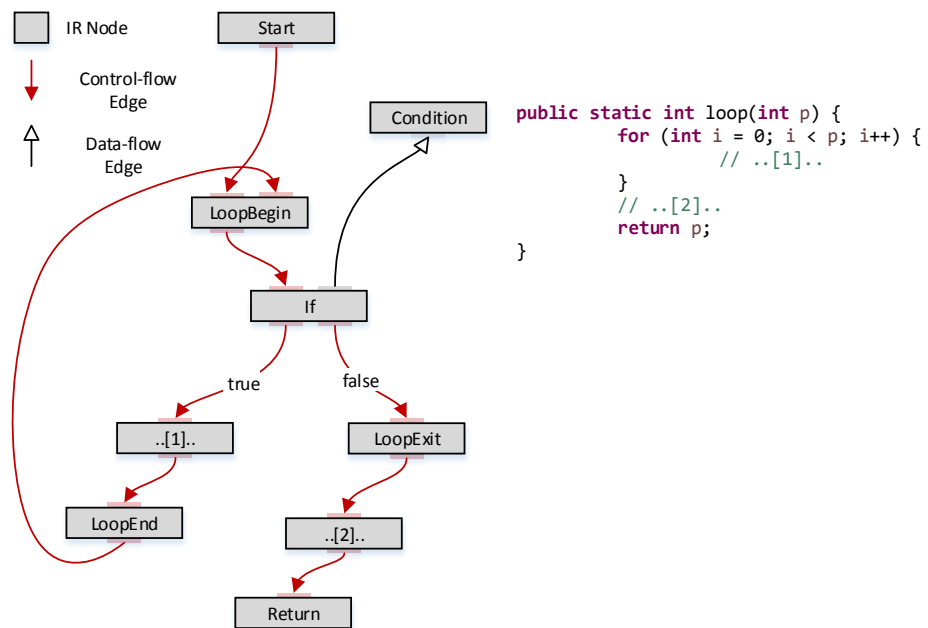 IR Node
Control-flow
Edge
Data-flow
Edge
Start
Condition
LoopBegin
If
true
false
..[1]..
LoopExit
LoopEnd
..[2]..
Return
public static int loop(int p) {
for (int i = 0; i < p; i++) {
// ..[1]..
}
// ..[2]..
return p;
}